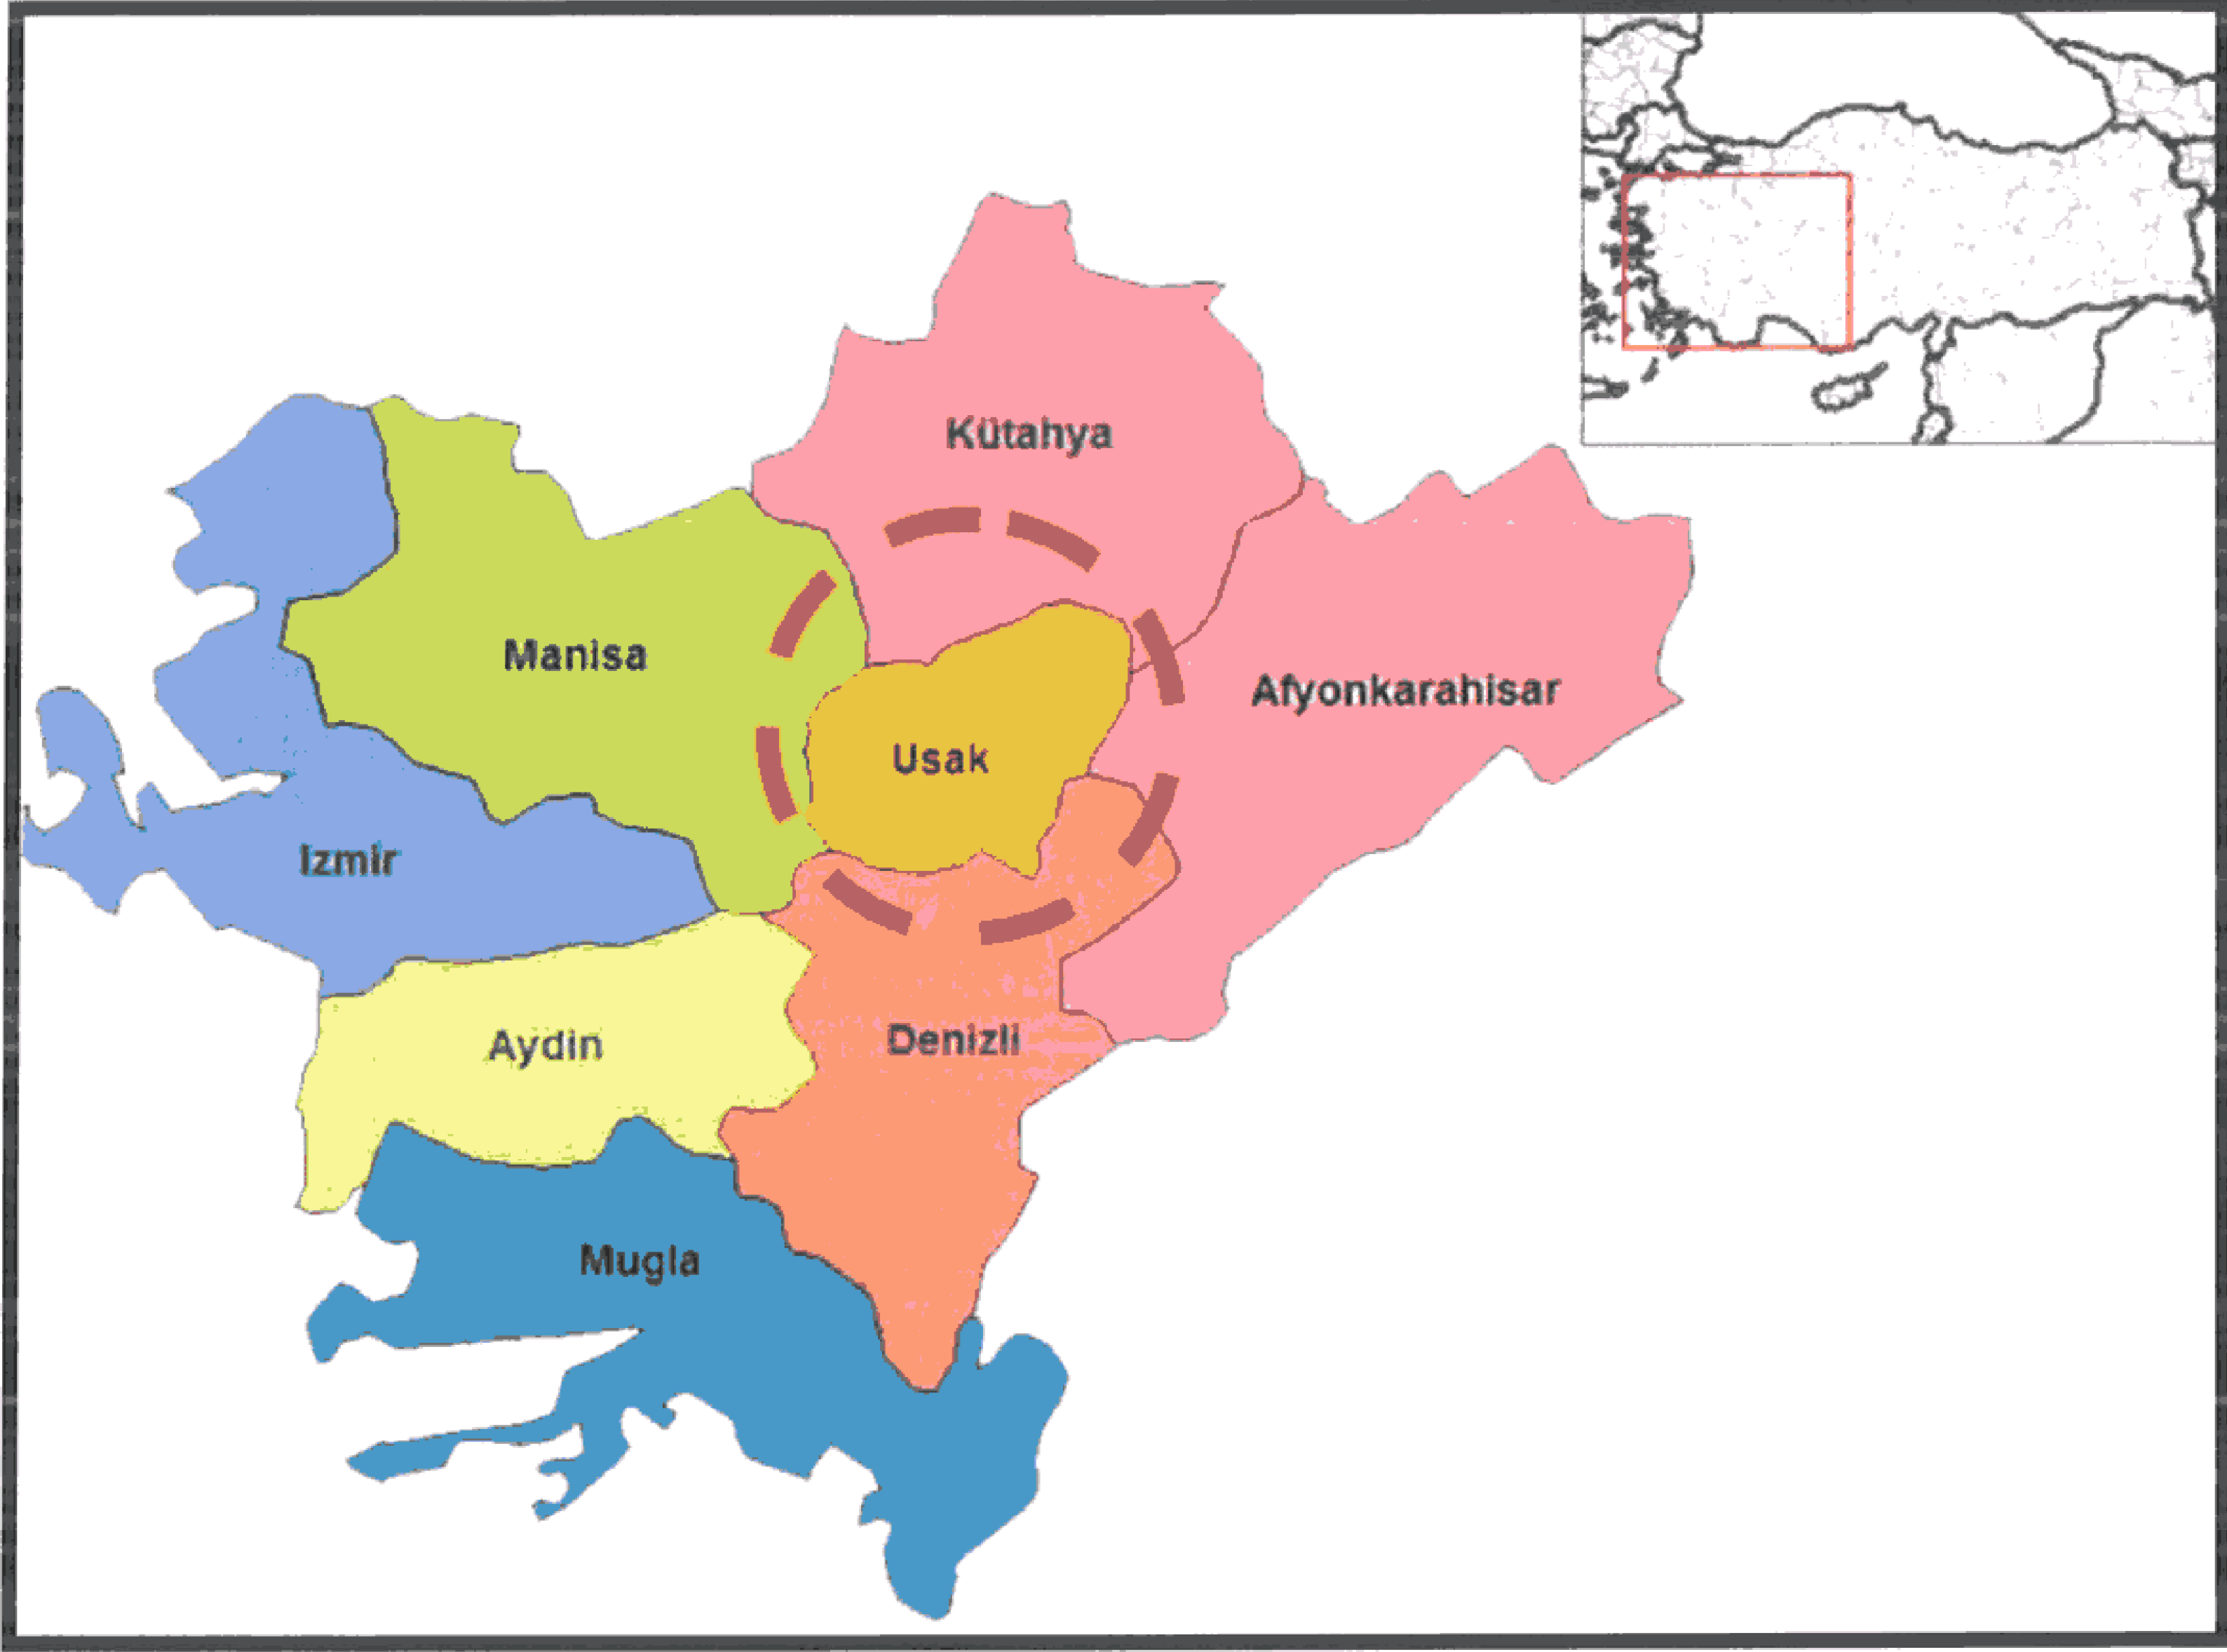 Kütahya
Manisa
Afyonkarahisar
Usak
Izmir
Aydin
Denizli
Mugla